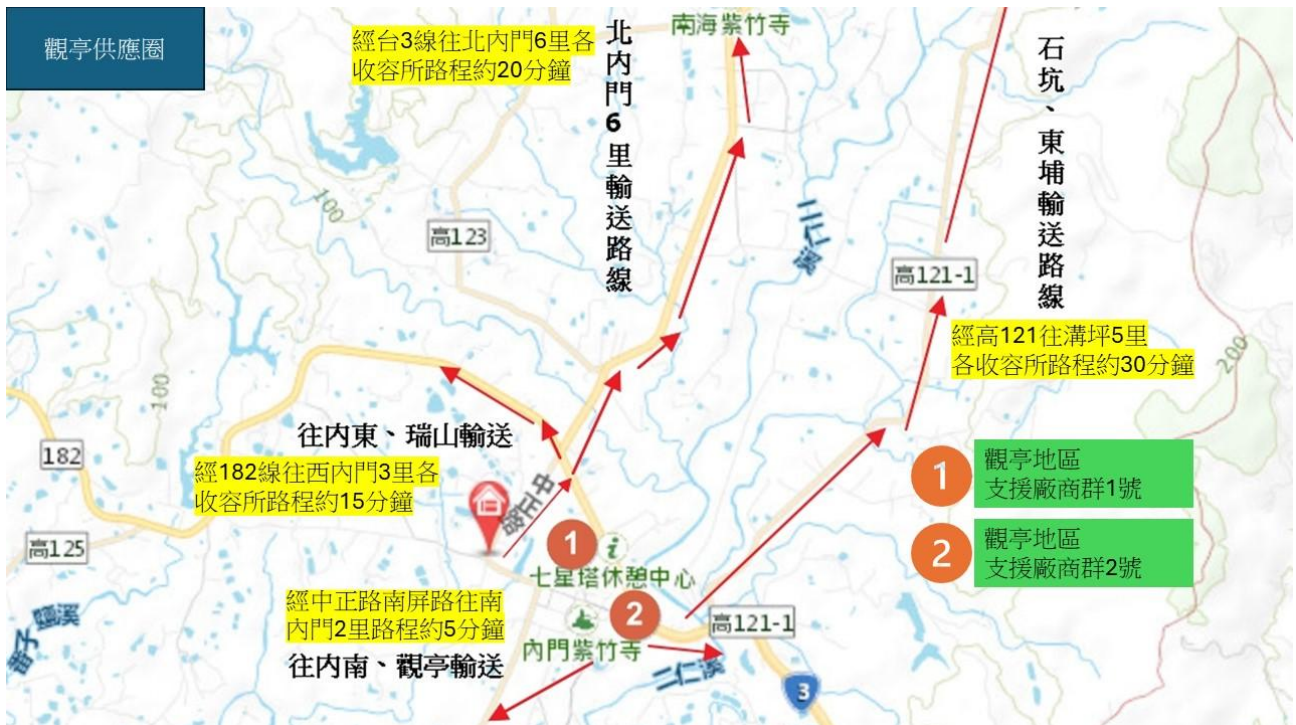 觀亭供應圈
經台3線往北內門6里各
收容所路程約20分鐘
北內門6里輸送路線
南海紫竹寺
石坑、東埔輸送路線
二仁溪
100
高123
高121-1
經高121往溝坪5里
各收容所路程約30分鐘
200
100
往內東、瑞山輸送
182
經182線往西內門3里各
收容所路程約15分鐘
中正路
1
觀亭地區
支援廠商群1號
2
觀亭地區
支援廠商群2號
高125
1
i
七星塔休憩中心
2
高121-1
經中正路南屏路往南
內門2里路程約5分鐘
內門紫竹寺
往內南、觀亭輸送
二仁溪
3